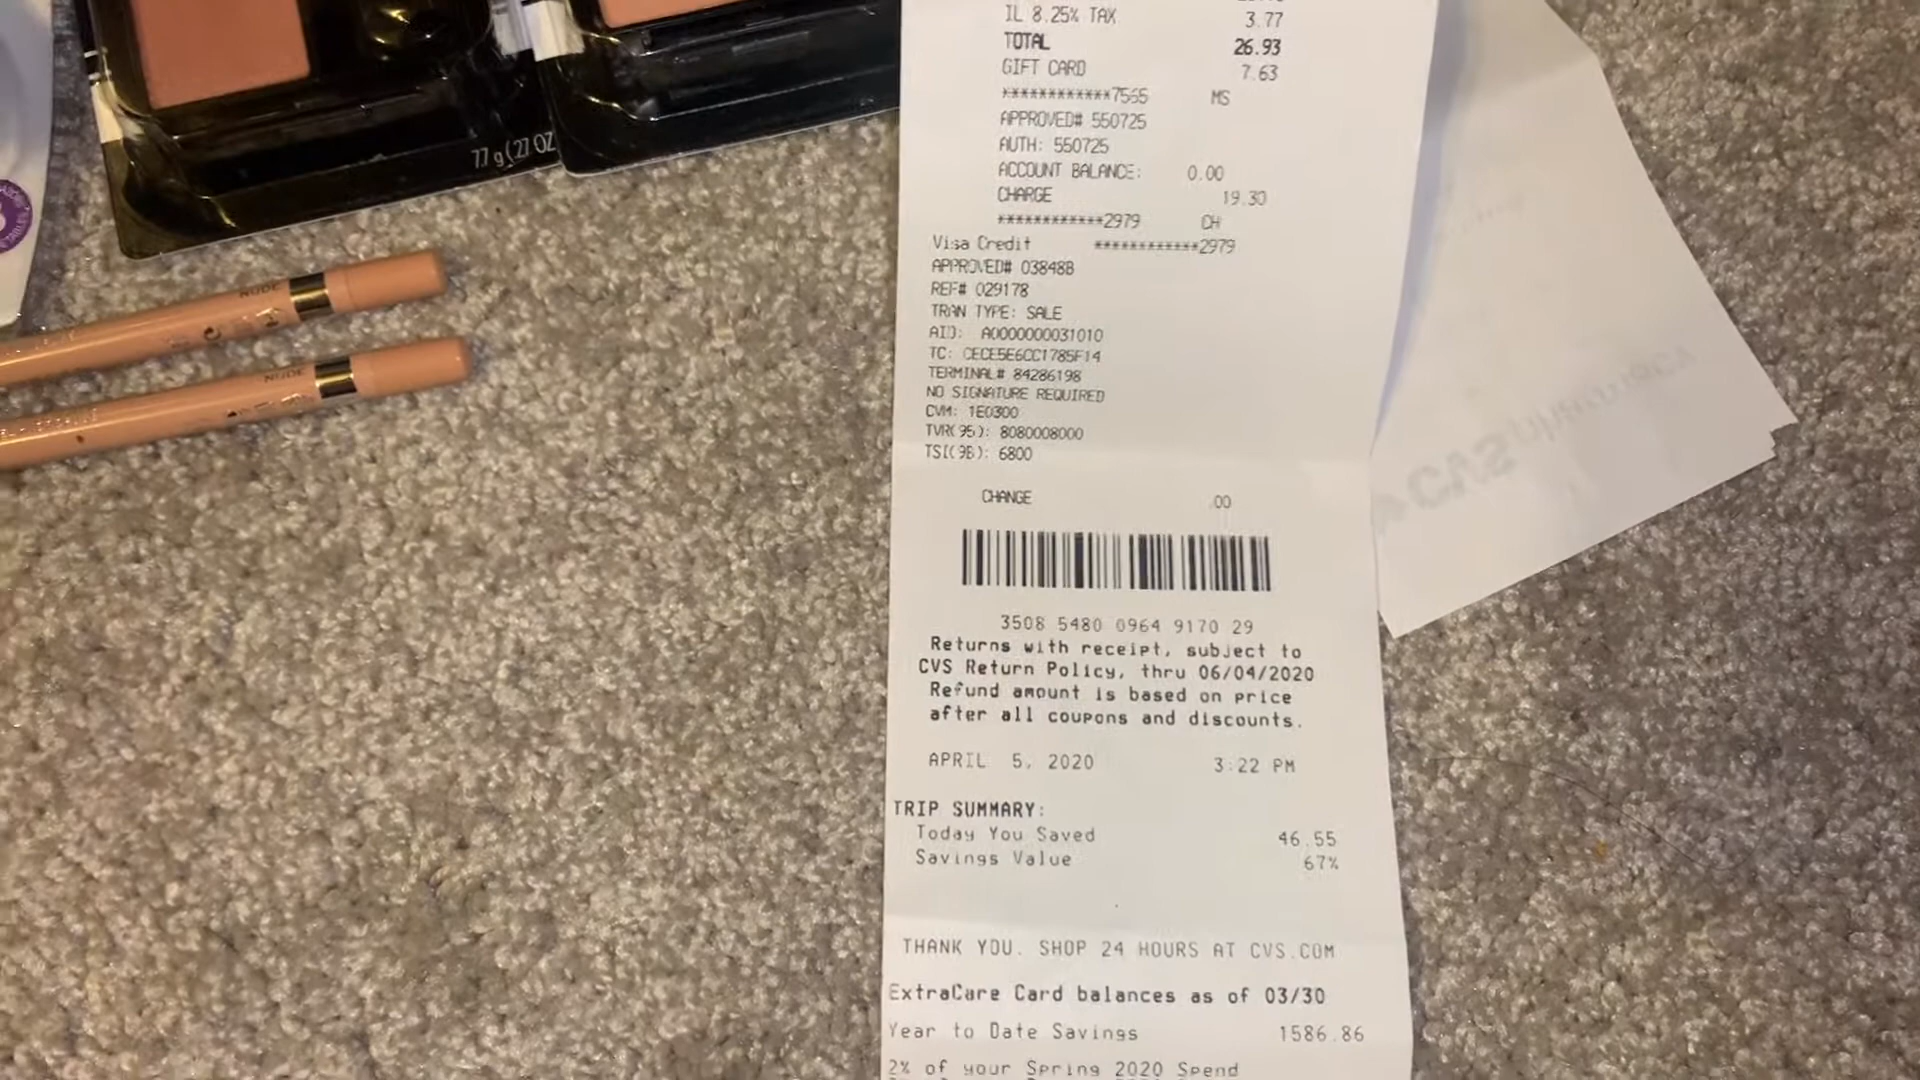 IL 8.25% TAX 3.77
TOTAL 26.93
GIFT CARD 7.63
************7565 MS
APPROVED# 550725
AUTH: 550725
ACCOUNT BALANCE: 0.00
CHARGE 19.30
************2979 CH
Visa Credit ************2979
APPROVED# 03848B
REF# 029178
TRAN TYPE: SALE
AID: A0000000031010
TC: CECE5E6CC1785F14
TERMINAL# 84286198
NO SIGNATURE REQUIRED
CVM: 1E0300
TVR(95): 8080008000
TSI(9B): 6800
CHANGE .00
3508 5480 0964 9170 29
Returns with receipt, subject to
CVS Return Policy, thru 06/04/2020
Refund amount is based on price
after all coupons and discounts.
APRIL 5, 2020 3:22 PM
TRIP SUMMARY:
Today You Saved 46.55
Savings Value 67%
THANK YOU. SHOP 24 HOURS AT CVS.COM
ExtraCare Card balances as of 03/30
Year to Date Savings 1586.86
2% of your Spring 2020 Spend
77 g (.27 OZ
NUDE
NUDE
CVS pharmacy